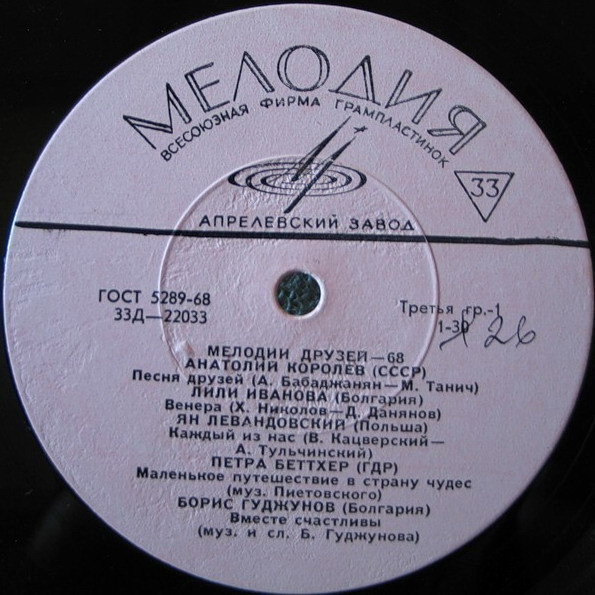 МЕЛОДИЯ
ВСЕСОЮЗНАЯ ФИРМА ГРАМПЛАСТИНОК
33
АПРЕЛЕВСКИЙ ЗАВОД
ГОСТ 5289-68
33Д—22033
Третья гр.-1
1-30
26
МЕЛОДИИ ДРУЗЕЙ—68
АНАТОЛИЙ КОРОЛЁВ (СССР)
Песня друзей (А. Бабаджанян—М. Танич)
ЛИЛИ ИВАНОВА (Болгария)
Венера (Х. Николов—Д. Данянов)
ЯН ЛЕВАНДОВСКИЙ (Польша)
Каждый из нас (В. Кацверский—
А. Тульчинский)
ПЕТРА БЕТТХЕР (ГДР)
Маленькое путешествие в страну чудес
(муз. Пиетовского)
БОРИС ГУДЖУНОВ (Болгария)
Вместе счастливы
(муз. и сл. Б. Гуджунова)